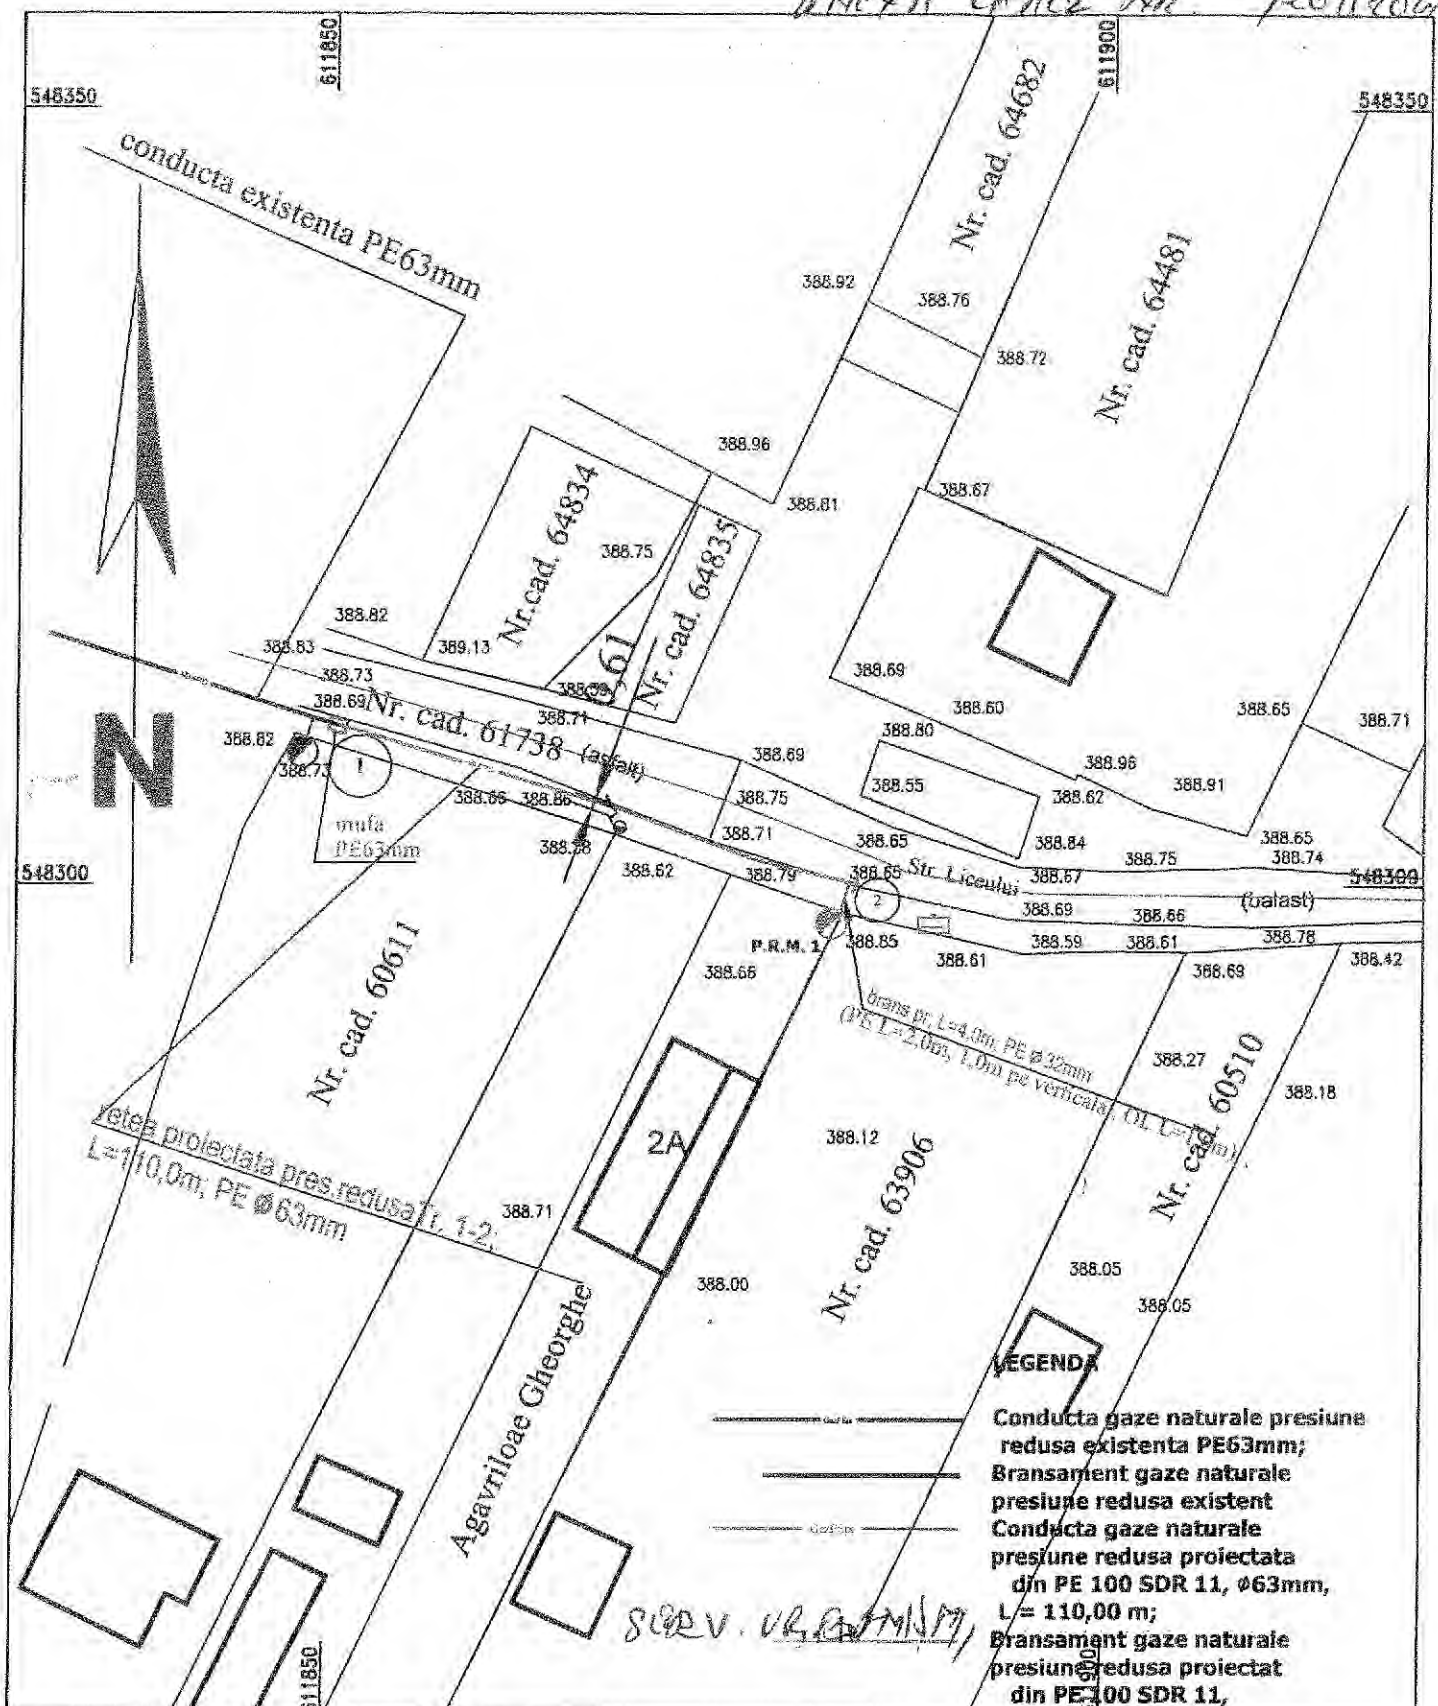 611850
611900
548350
548350
conducta existenta PE63mm
Nr. cad. 64682
Nr. cad. 64481
388.92
388.76
388.72
388.96
388.81
388.67
Nr.cad. 64834
388.75
Nr. cad. 64835
388.82
389.13
388.83
388.73
388.69
388.71
Nr. cad. 61738
(asfalt)
388.82
388.73
1
388.66
388.86
388.69
388.60
388.80
388.65
388.71
388.69
388.75
388.71
388.55
388.96
388.62
388.91
388.65
388.84
388.65
388.75
388.74
N
mufa
PE63mm
548300
548300
388.62
388.79
388.65
Str. Liceului
388.67
2
388.69
388.66
(balast)
P.R.M. 1
388.85
388.61
388.59
388.61
388.78
388.69
388.42
388.66
Nr. cad. 60611
brans pr. L=4,0m; PE ø 32mm
388.27
388.18
Nr. cad. 60510
retea proiectata pres.redusa Tr. 1-2;
L=110,0m; PE ø 63mm
2A
388.12
Nr. cad. 63906
388.71
388.00
388.05
388.05
Agavriloae Gheorghe
LEGENDA
Conducta gaze naturale presiune
redusa existenta PE63mm;
Bransament gaze naturale
presiune redusa existent
Conducta gaze naturale
presiune redusa proiectata
din PE 100 SDR 11, ø63mm,
L = 110,00 m;
Bransament gaze naturale
presiune redusa proiectat
din PE 100 SDR 11,
611900